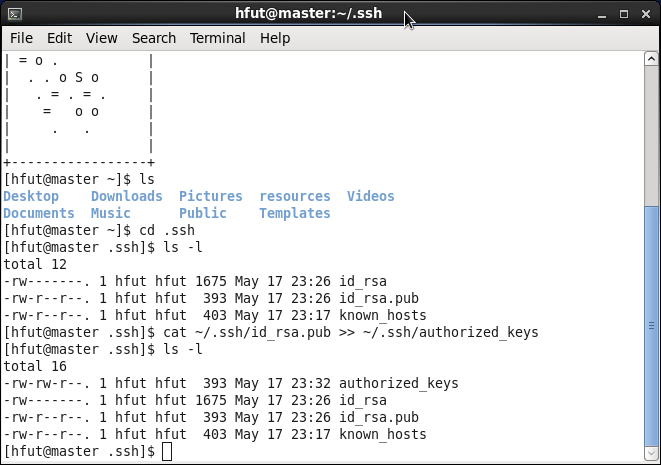 hfut@master:~/.ssh
File Edit View Search Terminal Help
| = o .           |
|  . . o S o      |
|   . = . = .     |
|    =   o o      |
|     .   .       |
|                 |
+-----------------+
[hfut@master ~]$ ls
Desktop    Downloads  Pictures  resources  Videos
Documents  Music      Public    Templates
[hfut@master ~]$ cd .ssh
[hfut@master .ssh]$ ls -l
total 12
-rw-------. 1 hfut hfut 1675 May 17 23:26 id_rsa
-rw-r--r--. 1 hfut hfut  393 May 17 23:26 id_rsa.pub
-rw-r--r--. 1 hfut hfut  403 May 17 23:17 known_hosts
[hfut@master .ssh]$ cat ~/.ssh/id_rsa.pub >> ~/.ssh/authorized_keys
[hfut@master .ssh]$ ls -l
total 16
-rw-rw-r--. 1 hfut hfut  393 May 17 23:32 authorized_keys
-rw-------. 1 hfut hfut 1675 May 17 23:26 id_rsa
-rw-r--r--. 1 hfut hfut  393 May 17 23:26 id_rsa.pub
-rw-r--r--. 1 hfut hfut  403 May 17 23:17 known_hosts
[hfut@master .ssh]$